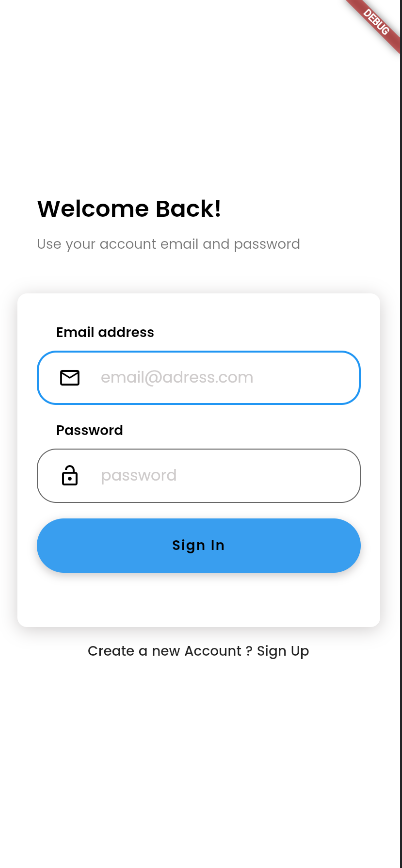 DEBUG
Welcome Back!
Use your account email and password
Email address
email@adress.com
Password
password
Sign In
Create a new Account ? Sign Up